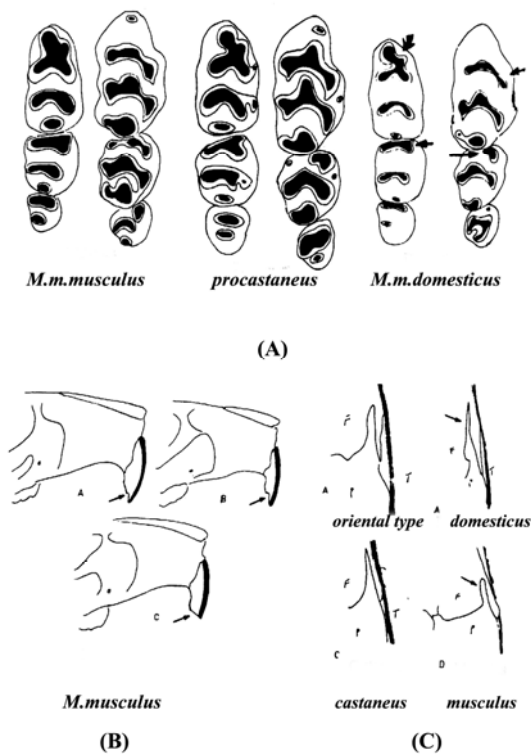 M.m.musculus procastaneus M.m.domesticus
(A)
A B
C
M.musculus
(B)
F F
A P T P T
A
oriental type domesticus
F F
P T P T
C D
castaneus musculus
(C)